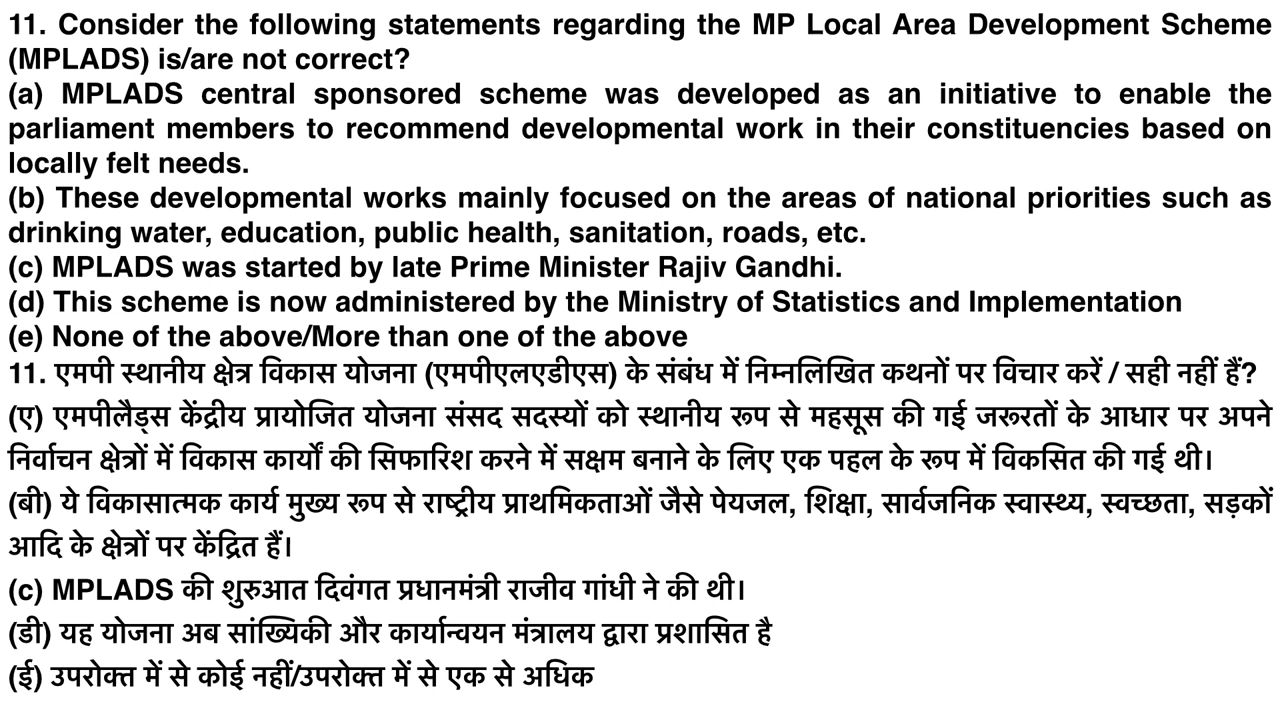 11. Consider the following statements regarding the MP Local Area Development Scheme
(MPLADS) is/are not correct?
(a) MPLADS central sponsored scheme was developed as an initiative to enable the
parliament members to recommend developmental work in their constituencies based on
locally felt needs.
(b) These developmental works mainly focused on the areas of national priorities such as
drinking water, education, public health, sanitation, roads, etc.
(c) MPLADS was started by late Prime Minister Rajiv Gandhi.
(d) This scheme is now administered by the Ministry of Statistics and Implementation
(e) None of the above/More than one of the above
11. एमपी स्थानीय क्षेत्र विकास योजना (एमपीएलएडीएस) के संबंध में निम्नलिखित कथनों पर विचार करें / सही नहीं हैं?
(ए) एमपीलैड्स केंद्रीय प्रायोजित योजना संसद सदस्यों को स्थानीय रूप से महसूस की गई जरूरतों के आधार पर अपने
निर्वाचन क्षेत्रों में विकास कार्यों की सिफारिश करने में सक्षम बनाने के लिए एक पहल के रूप में विकसित की गई थी।
(बी) ये विकासात्मक कार्य मुख्य रूप से राष्ट्रीय प्राथमिकताओं जैसे पेयजल, शिक्षा, सार्वजनिक स्वास्थ्य, स्वच्छता, सड़कों
आदि के क्षेत्रों पर केंद्रित हैं।
(c) MPLADS की शुरुआत दिवंगत प्रधानमंत्री राजीव गांधी ने की थी।
(डी) यह योजना अब सांख्यिकी और कार्यान्वयन मंत्रालय द्वारा प्रशासित है
(ई) उपरोक्त में से कोई नहीं/उपरोक्त में से एक से अधिक